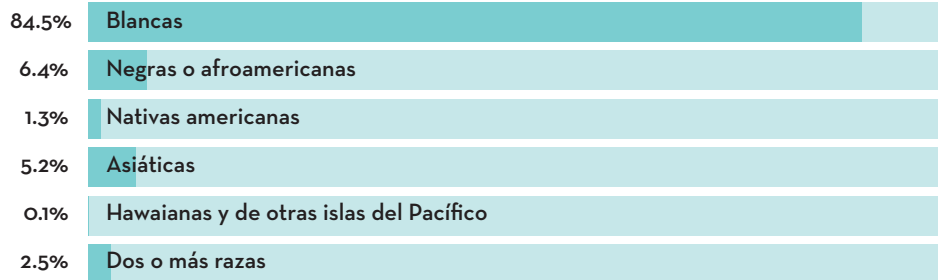 84.5% Blancas
6.4% Negras o afroamericanas
1.3% Nativas americanas
5.2% Asiáticas
0.1% Hawaianas y de otras islas del Pacífico
2.5% Dos o más razas